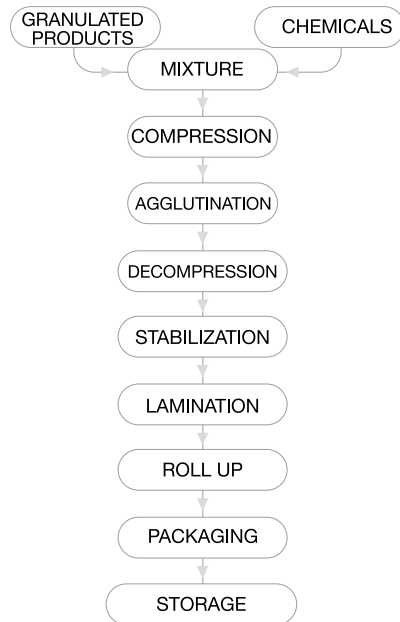 GRANULATED
PRODUCTS
CHEMICALS
MIXTURE
COMPRESSION
AGGLUTINATION
DECOMPRESSION
STABILIZATION
LAMINATION
ROLL UP
PACKAGING
STORAGE